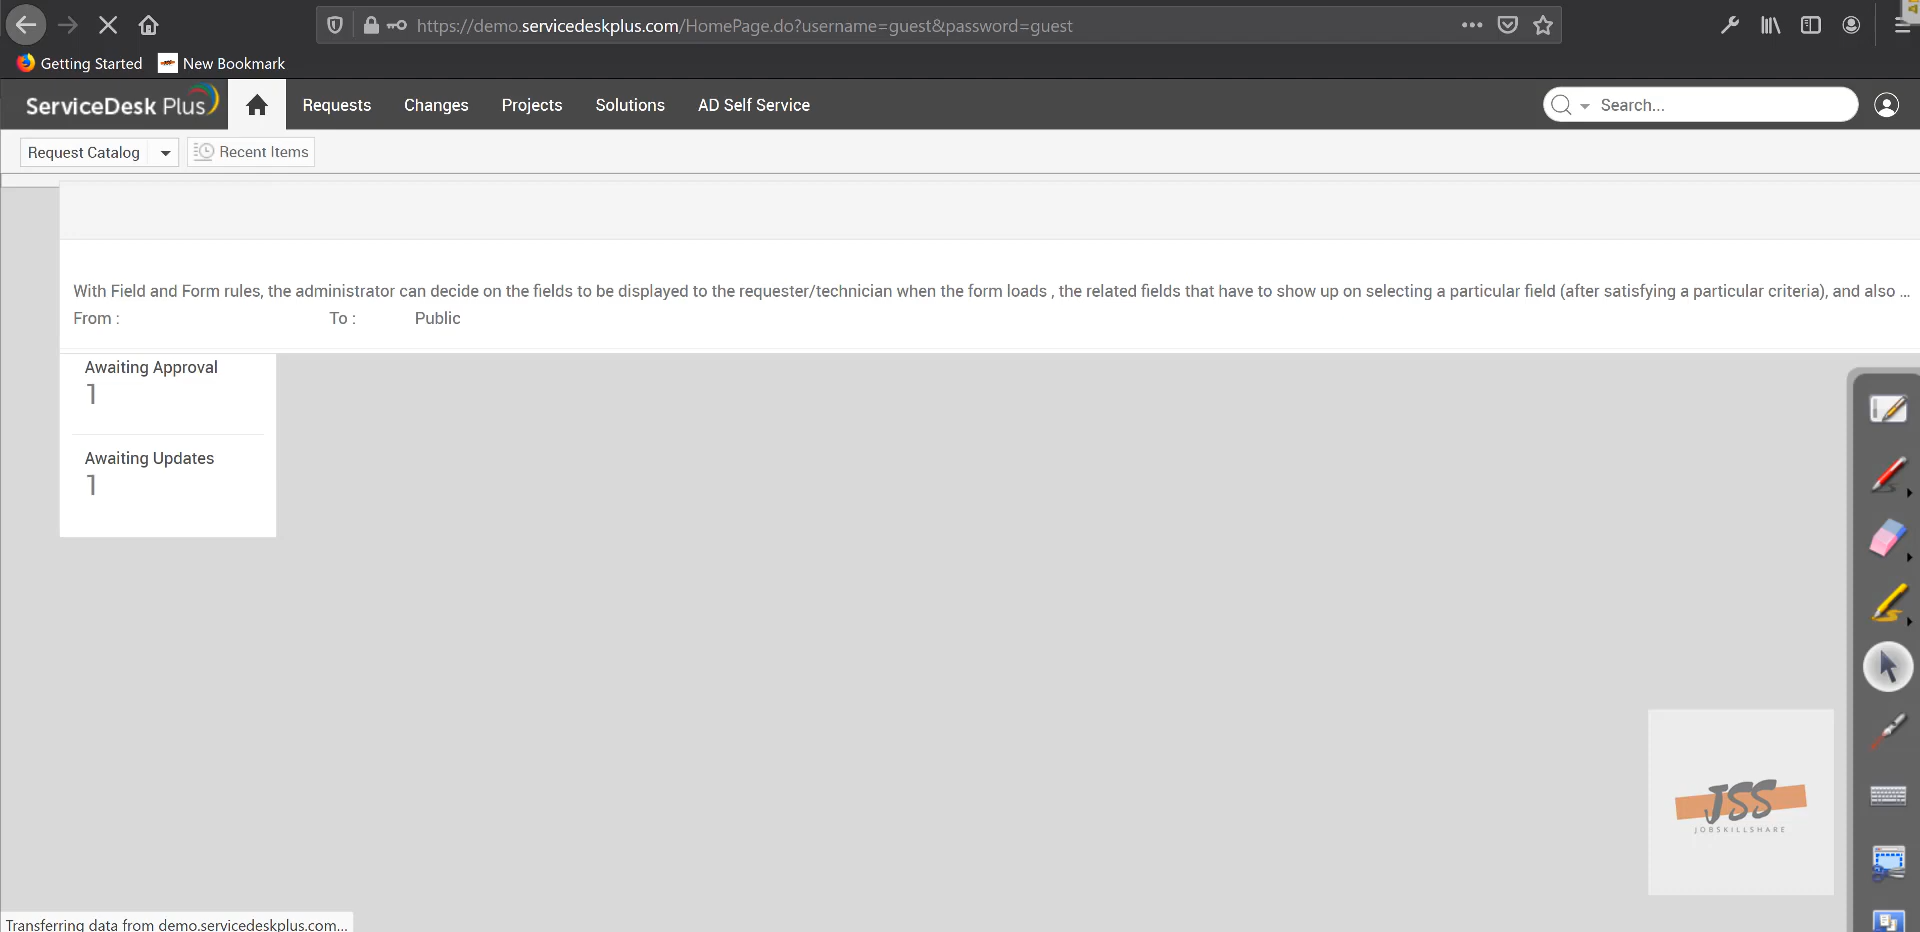 https://demo.servicedeskplus.com/HomePage.do?username=guest&password=guest
Getting Started New Bookmark
ServiceDesk Plus Requests Changes Projects Solutions AD Self Service Search...
Request Catalog Recent Items
With Field and Form rules, the administrator can decide on the fields to be displayed to the requester/technician when the form loads , the related fields that have to show up on selecting a particular field (after satisfying a particular criteria), and also ...
From : To : Public
Awaiting Approval
1
Awaiting Updates
1
JSS
JOBSKILLSHARE
Transferring data from demo.servicedeskplus.com...